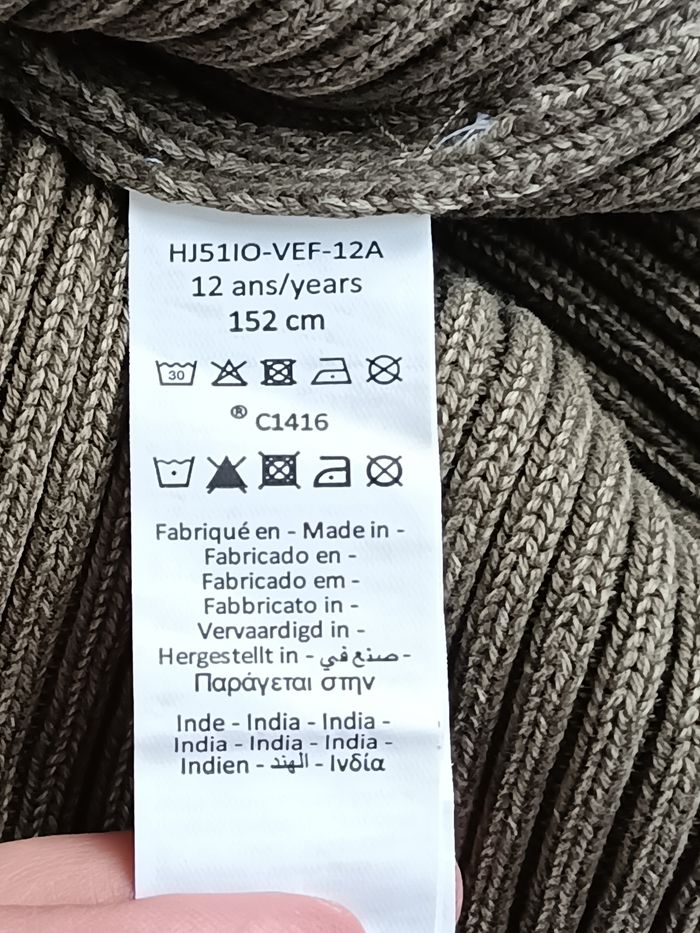 HJ51IO-VEF-12A
12 ans/years
152 cm
30
® C1416
Fabriqué en - Made in -
Fabricado en -
Fabricado em -
Fabbricato in -
Vervaardigd in -
Hergestellt in - صنع في -
Παράγεται στην
Inde - India - India -
India - India - India -
Indien - الهند - Ινδία